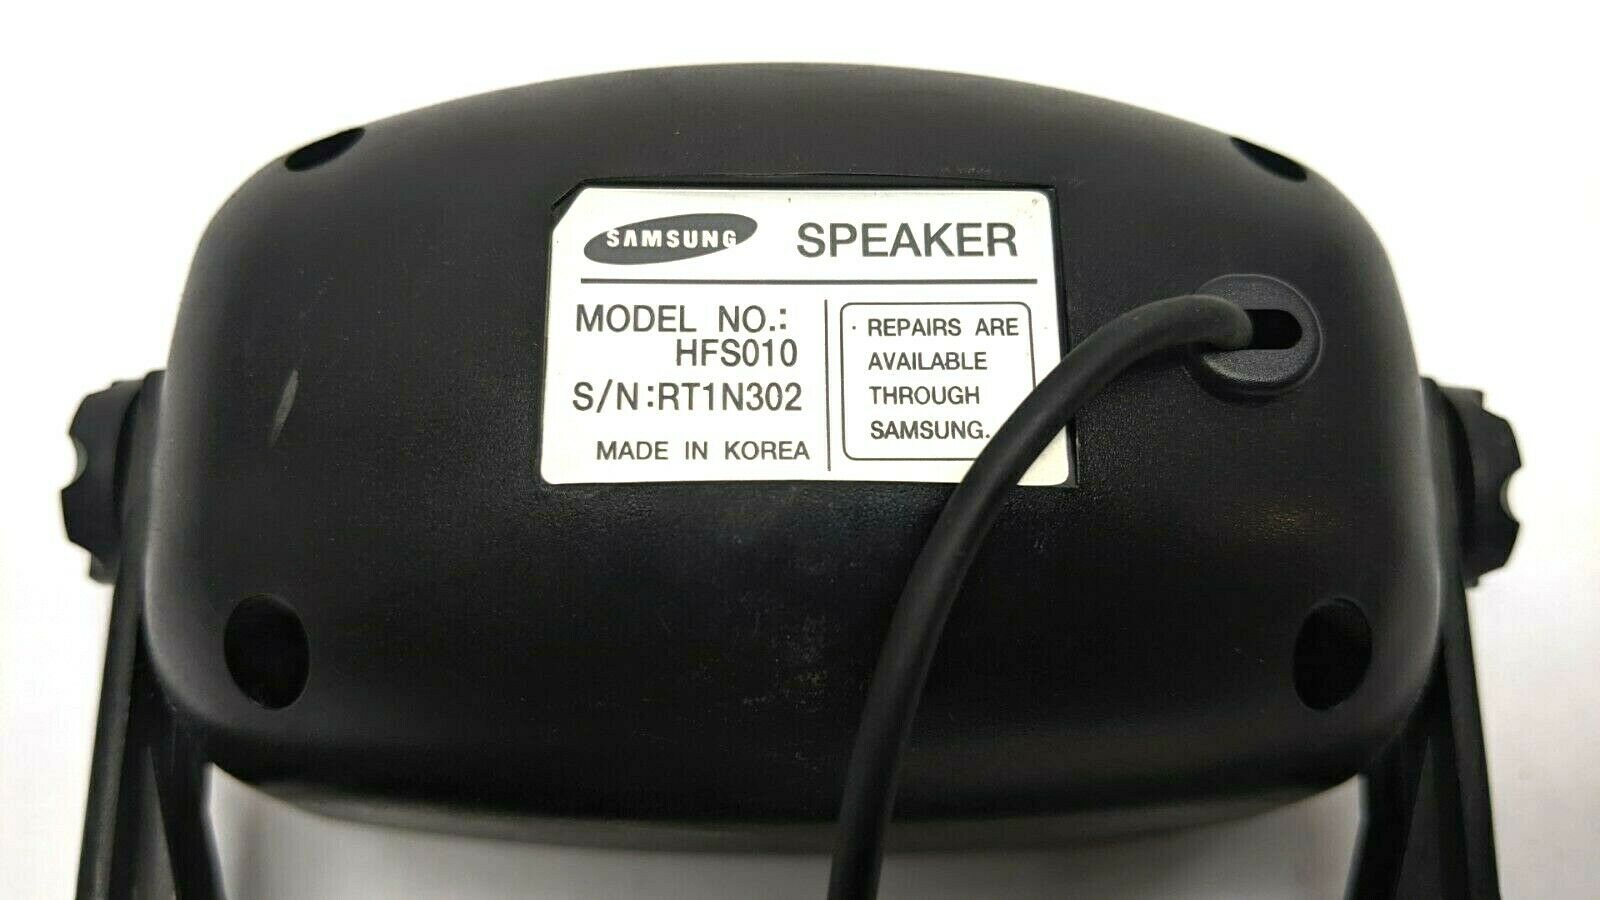 SAMSUNG SPEAKER
MODEL NO.:
HFS010
S/N:RT1N302
MADE IN KOREA
· REPAIRS ARE
AVAILABLE
THROUGH
SAMSUNG.